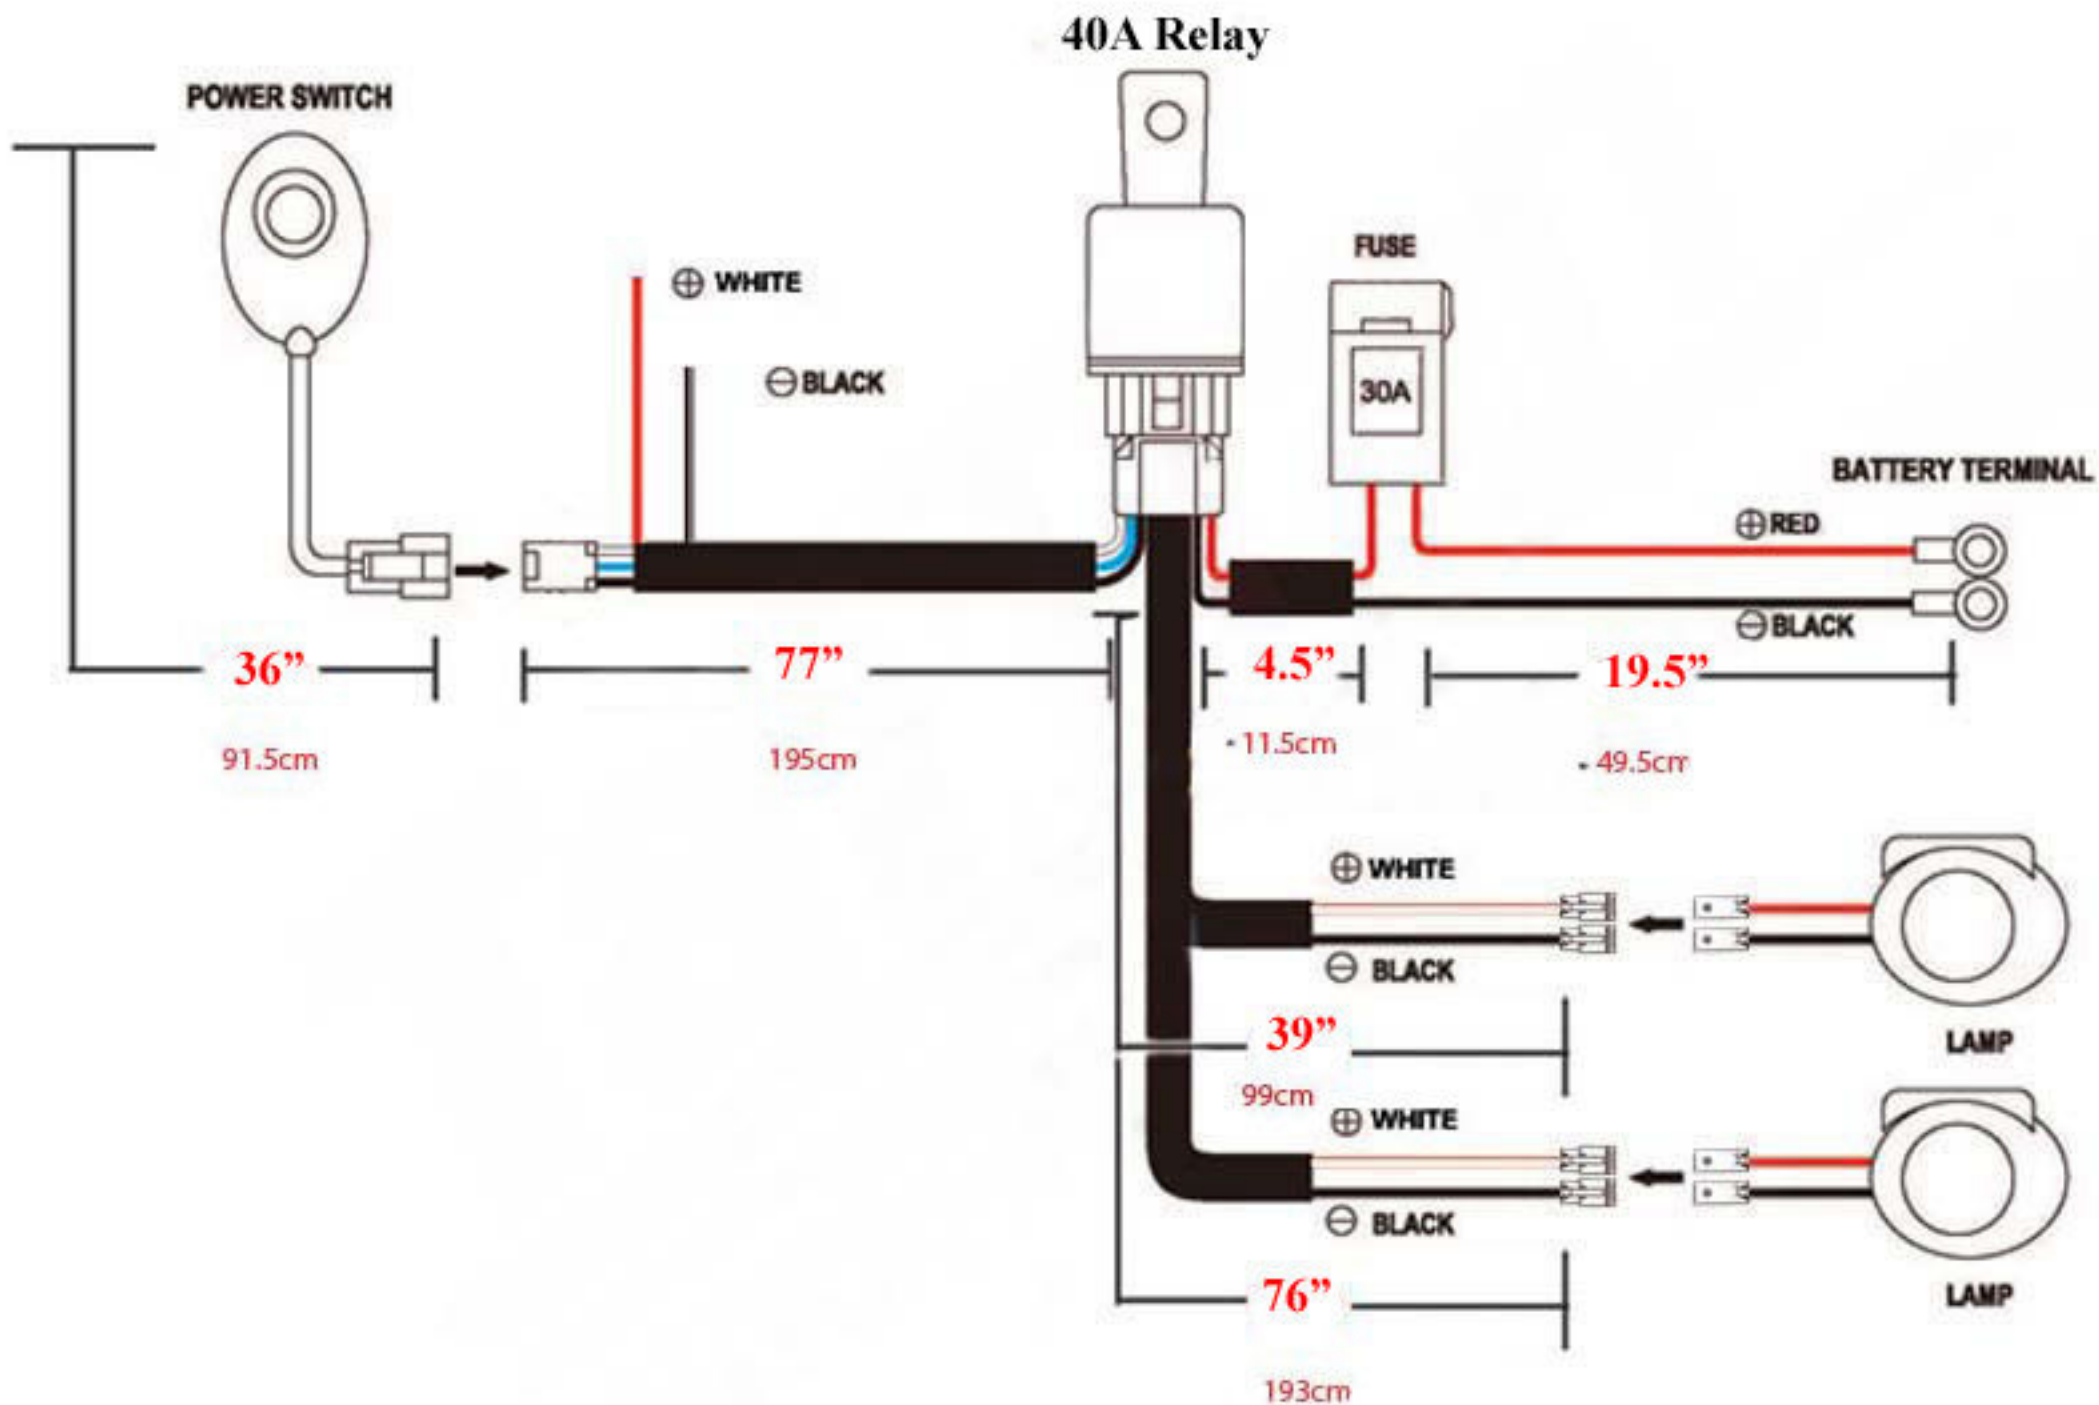 40A Relay
POWER SWITCH
FUSE
⊕ WHITE
⊖ BLACK
30A
BATTERY TERMINAL
⊕ RED
⊖ BLACK
36”
77”
4.5”
19.5”
91.5cm
195cm
- 11.5cm
- 49.5cm
⊕ WHITE
⊖ BLACK
39”
LAMP
99cm
⊕ WHITE
⊖ BLACK
76”
LAMP
193cm